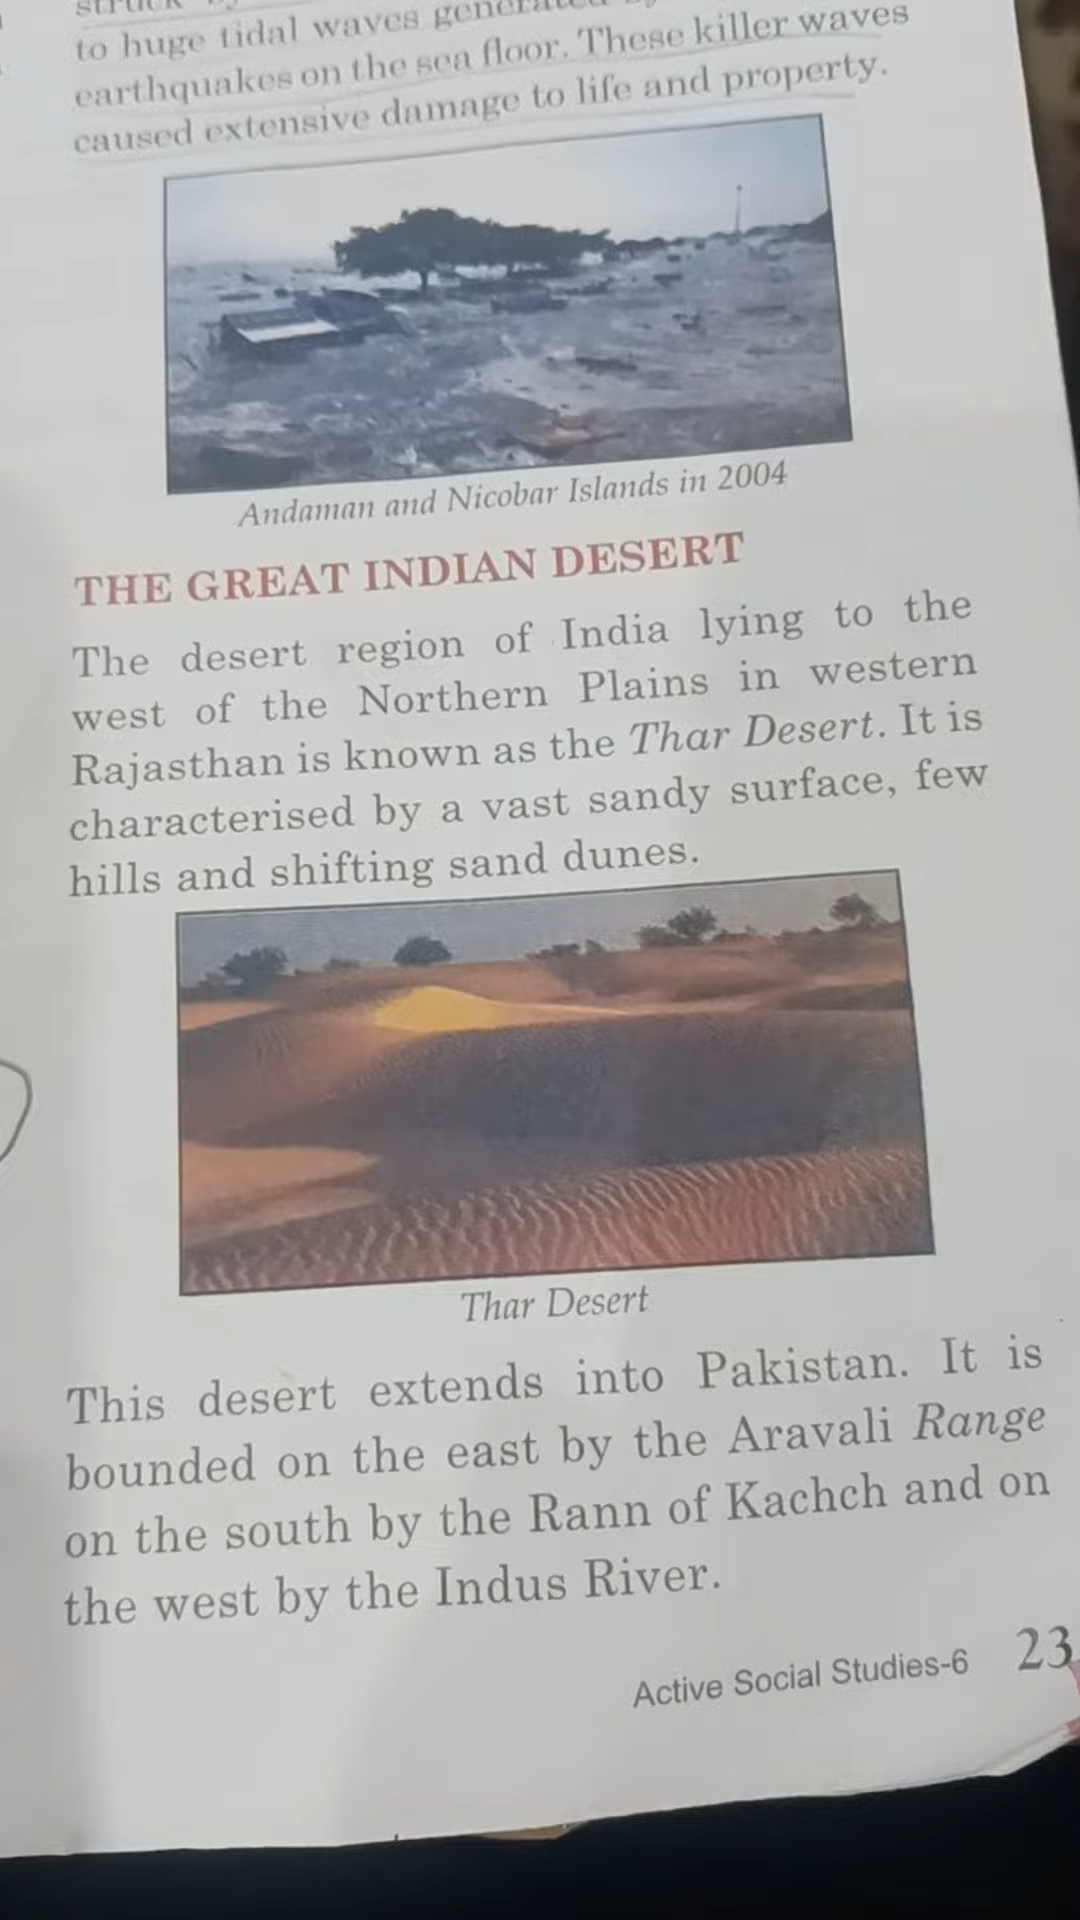 struck
to huge tidal waves generated by
earthquakes on the sea floor. These killer waves
caused extensive damage to life and property.
Andaman and Nicobar Islands in 2004
THE GREAT INDIAN DESERT
The desert region of India lying to the
west of the Northern Plains in western
Rajasthan is known as the Thar Desert. It is
characterised by a vast sandy surface, few
hills and shifting sand dunes.
Thar Desert
This desert extends into Pakistan. It is
bounded on the east by the Aravali Range
on the south by the Rann of Kachch and on
the west by the Indus River.
Active Social Studies-6 23